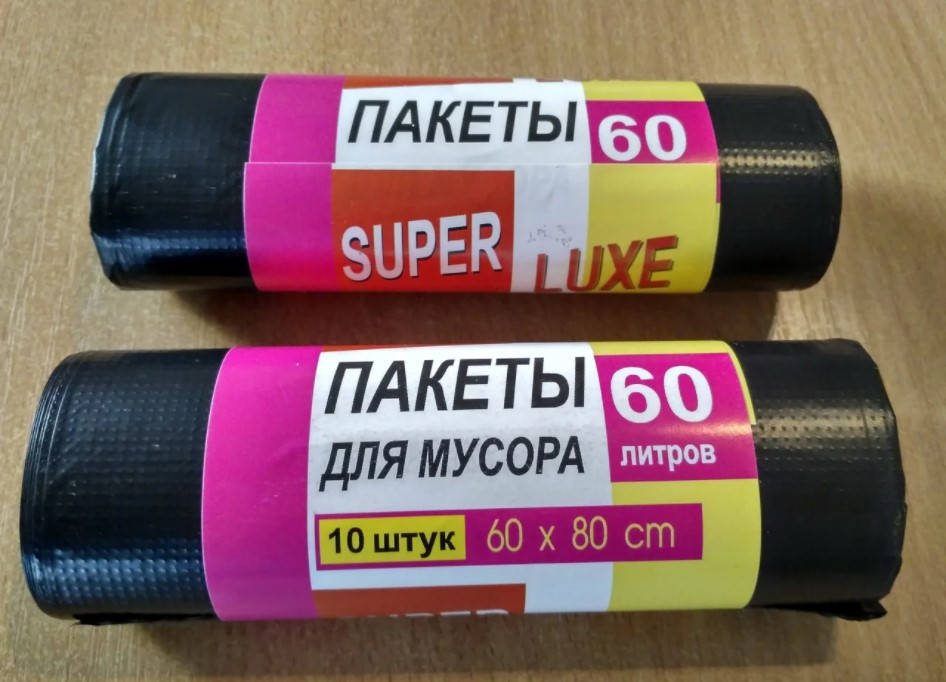 ПАКЕТЫ 60
SUPER LUXE
ПАКЕТЫ 60
ДЛЯ МУСОРА литров
10 штук 60 x 80 cm